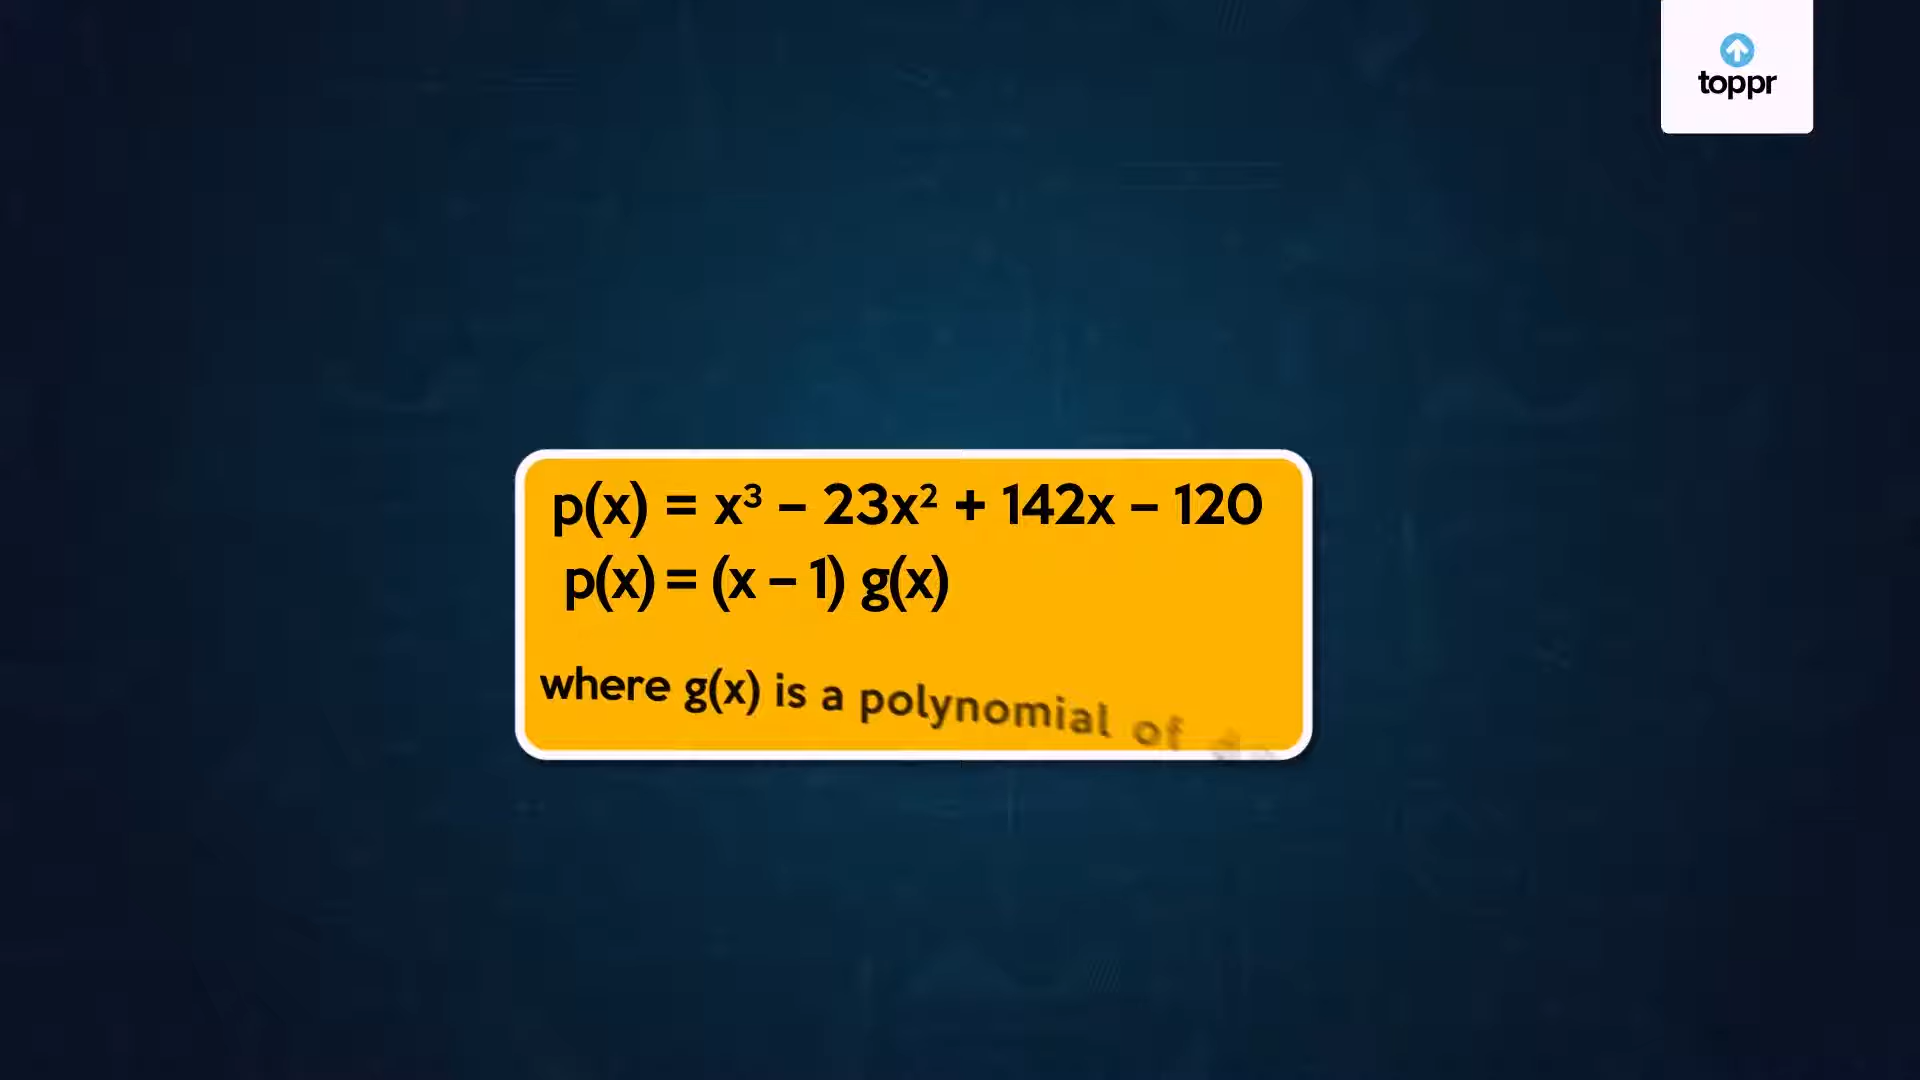 toppr
p(x) = x³ – 23x² + 142x – 120
p(x) = (x – 1) g(x)
where g(x) is a polynomial of